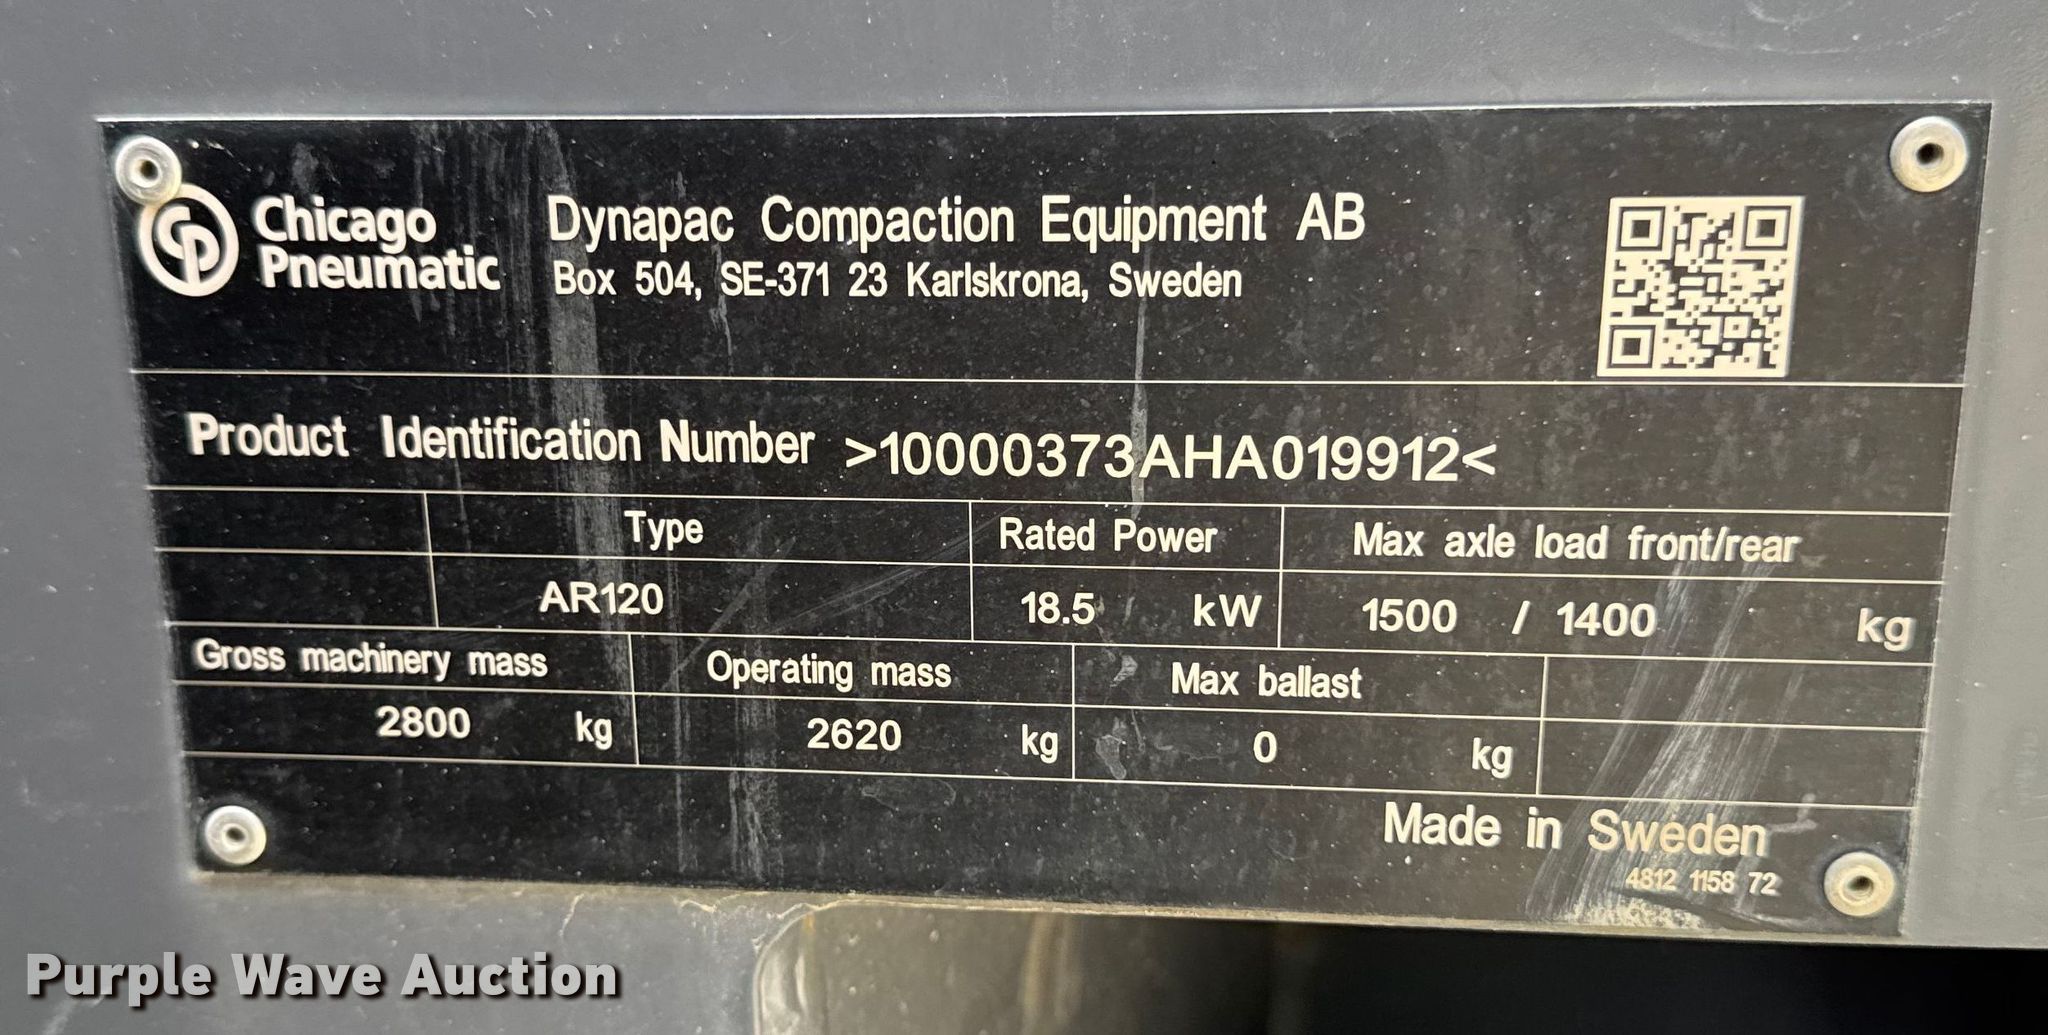 CP Chicago
Pneumatic
Dynapac Compaction Equipment AB
Box 504, SE-371 23 Karlskrona, Sweden
Product Identification Number >10000373AHA019912<
Type Rated Power Max axle load front/rear
AR120 18.5 kW 1500 / 1400 kg
Gross machinery mass Operating mass Max ballast
2800 kg 2620 kg 0 kg
Made in Sweden
4812 1158 72
Purple Wave Auction